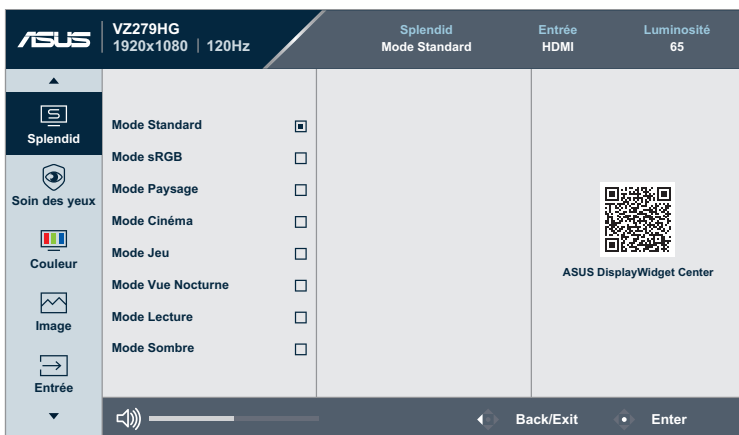 ASUS
VZ279HG
1920x1080 | 120Hz
Splendid
Mode Standard
Entrée
HDMI
Luminosité
65
Splendid
Soin des yeux
Couleur
Image
Entrée
Mode Standard
Mode sRGB
Mode Paysage
Mode Cinéma
Mode Jeu
Mode Vue Nocturne
Mode Lecture
Mode Sombre
ASUS DisplayWidget Center
Back/Exit
Enter